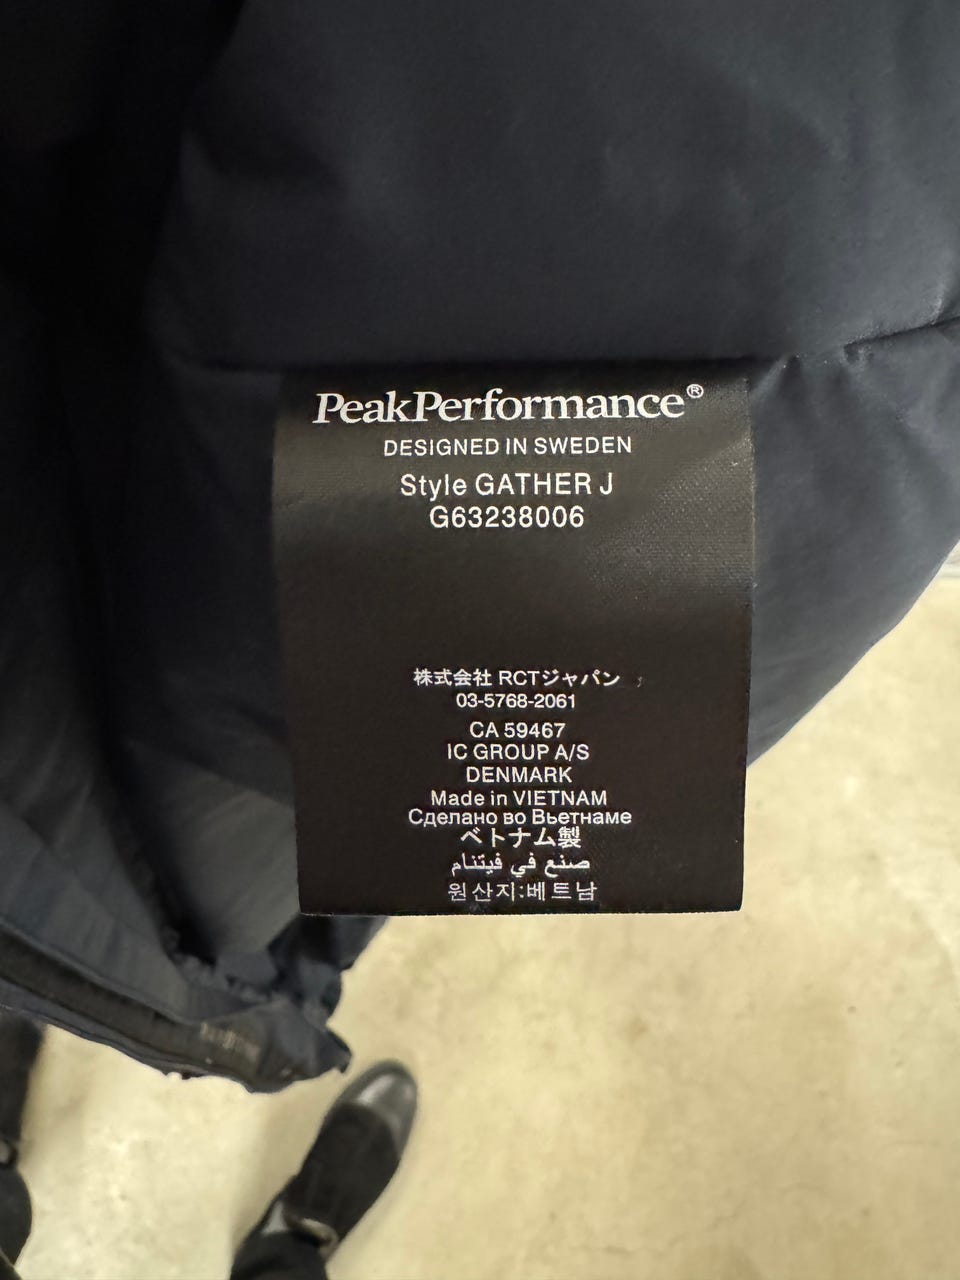 PeakPerformance®
DESIGNED IN SWEDEN
Style GATHER J
G63238006
株式会社 RCTジャパン
03-5768-2061
CA 59467
IC GROUP A/S
DENMARK
Made in VIETNAM
Сделано во Вьетнаме
ベトナム製
صنع في فيتنام
원산지:베트남